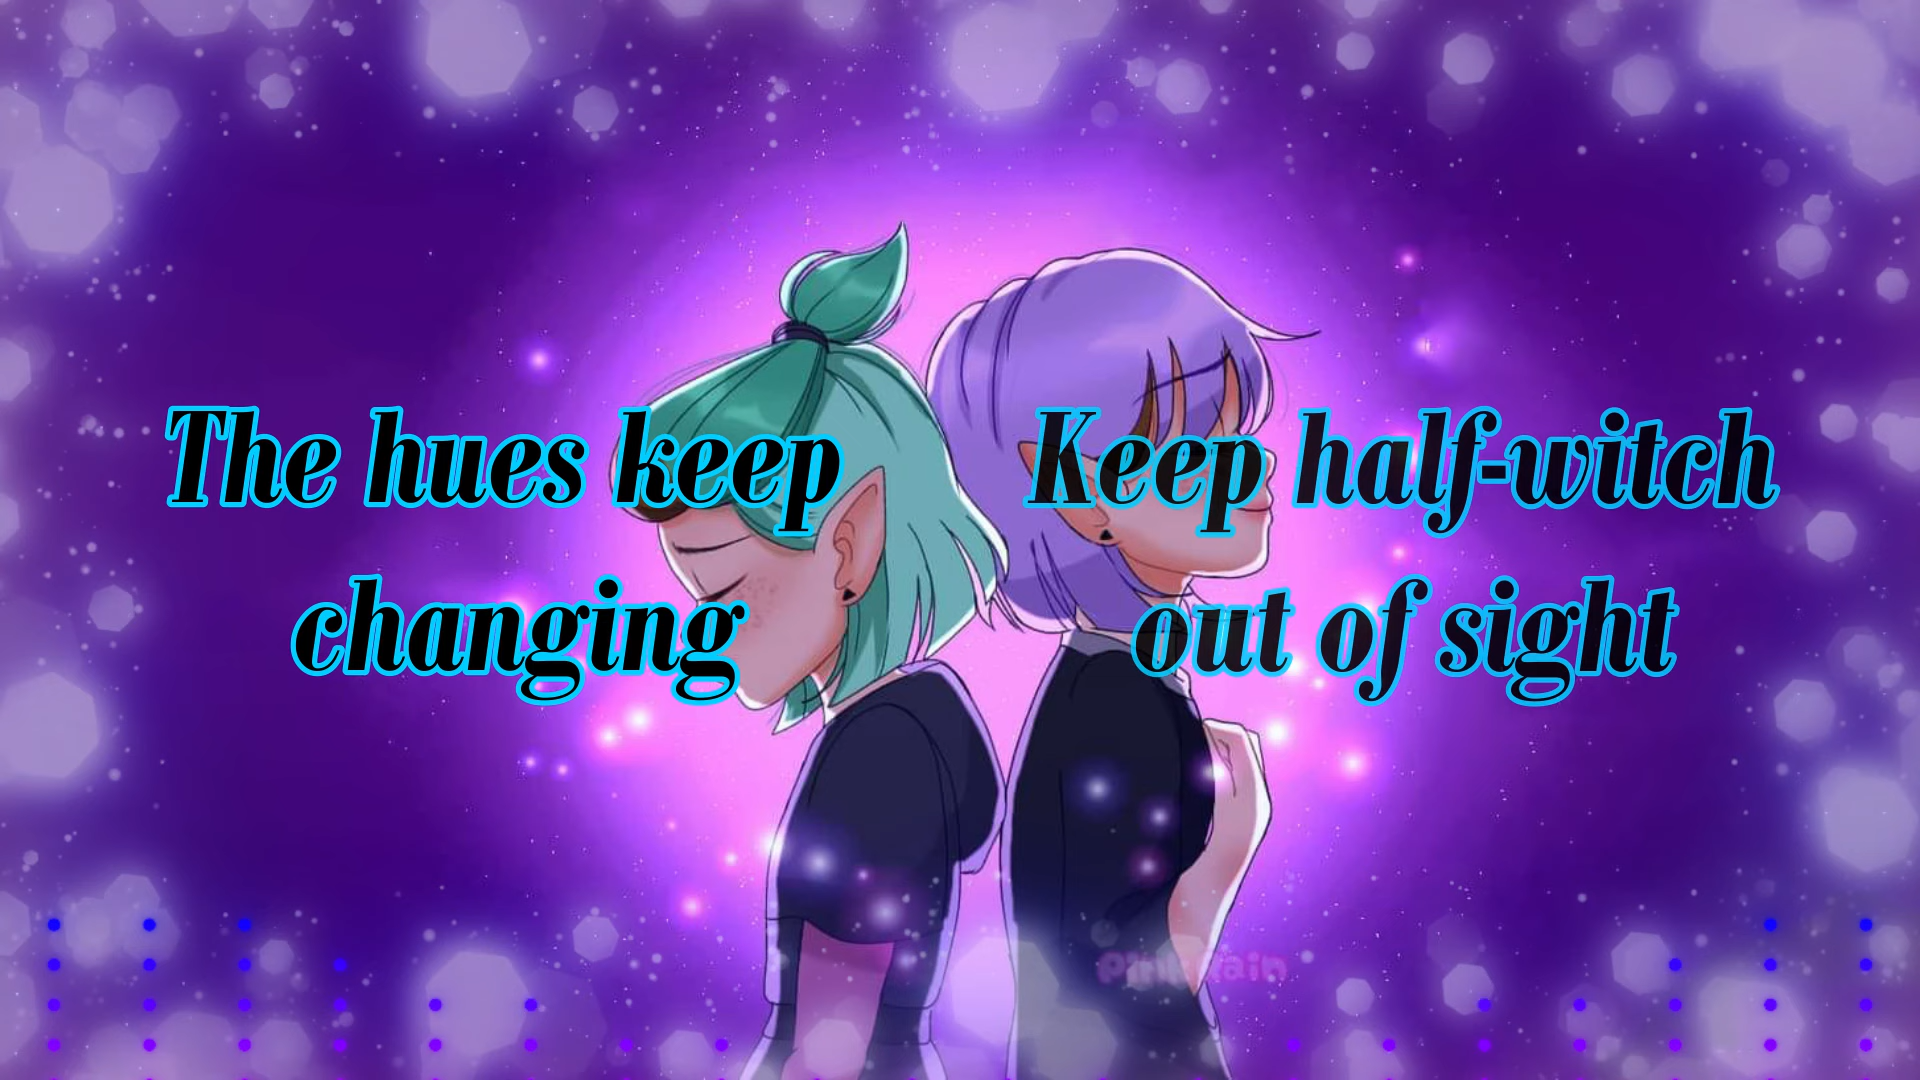 The hues keep
changing
Keep half-witch
out of sight